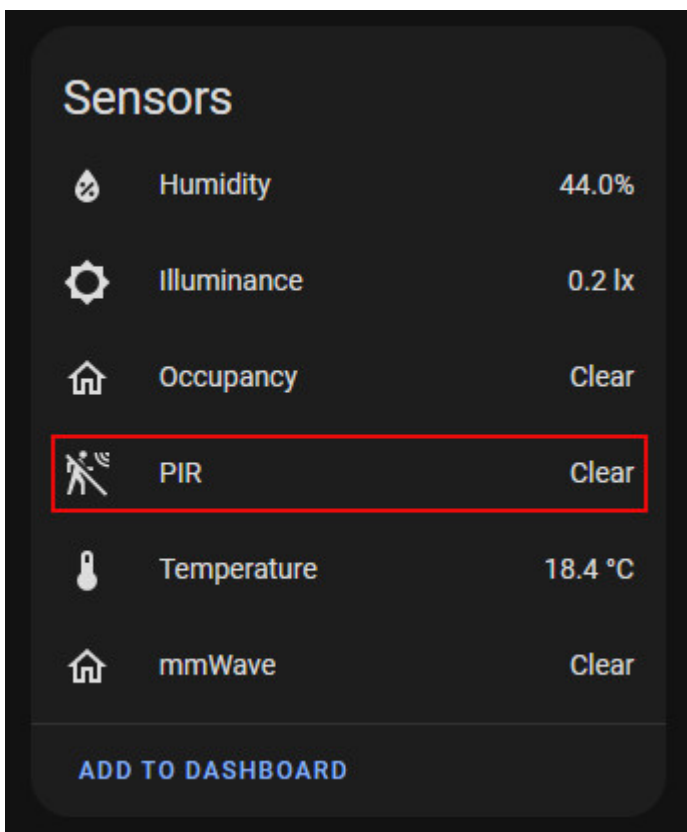 Sensors
Humidity 44.0%
Illuminance 0.2 lx
Occupancy Clear
PIR Clear
Temperature 18.4 °C
mmWave Clear
ADD TO DASHBOARD